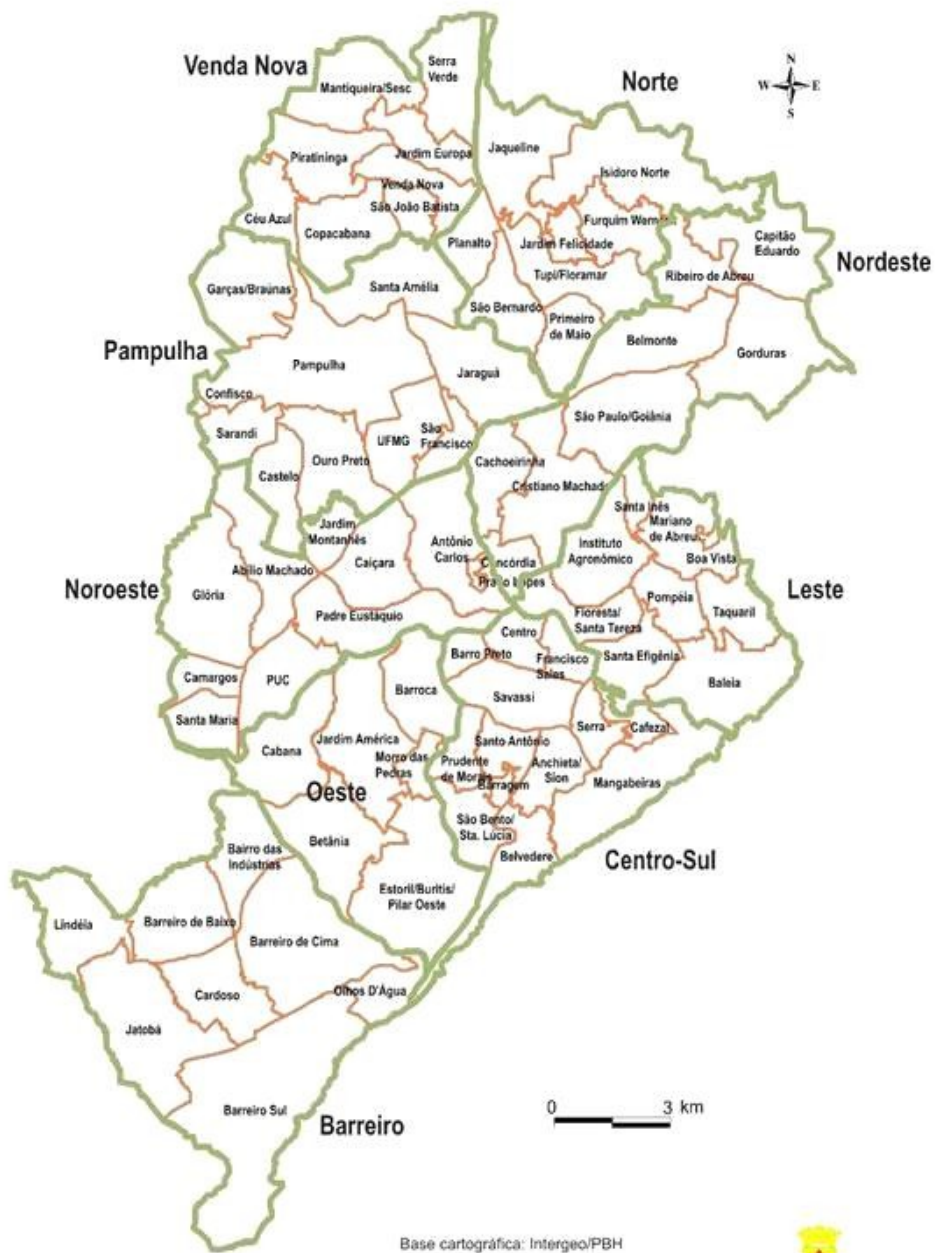 Venda Nova
Serra
Verde
Mantiqueira/Sesc
Norte
N
W
E
S
Jaqueline
Piratininga
Jardim Europa
Isidoro Norte
Venda Nova
São João Batista
Céu Azul
Copacabana
Planalto
Furquim
Jardim Felicidade
Capitão
Eduardo
Nordeste
Tupi/Floramar
Ribeiro de Abreu
Garças/Braúnas
Santa Amélia
São Bernardo
Primeiro
de Maio
Belmonte
Gorduras
Pampulha
Pampulha
Jaraguá
Confisco
São Paulo/Goiânia
Sarandi
São
Francisco
UFMG
Ouro Preto
Castelo
Cachoeirinha
Cristiano Machad
Santa Inês
Mariano
de Abreu
Jardim
Montanhês
Antônio
Carlos
Instituto
Agronômico
Boa Vista
Noroeste
Abílio Machado
Caiçara
Concórdia
Prado Lopes
Leste
Glória
Padre Eustáquio
Floresta/
Santa Tereza
Pompéia
Taquaril
Centro
Barro Preto
Francisco
Sales
Santa Efigênia
Camargos
PUC
Barroca
Savassi
Baleia
Santa Maria
Serra
Cafezal
Cabana
Jardim América
Morro das
Pedras
Santo Antônio
Prudente
de Morais
Anchieta/
Sion
Barragem
Mangabeiras
Oeste
São Bento/
Sta. Lúcia
Betânia
Belvedere
Centro-Sul
Bairro das
Indústrias
Estoril/Buritis/
Pilar Oeste
Lindéia
Barreiro de Baixo
Barreiro de Cima
Cardoso
Olhos D'Água
Jatobá
Barreiro Sul
Barreiro
0 3 km
Base cartográfica: Intergeo/PBH